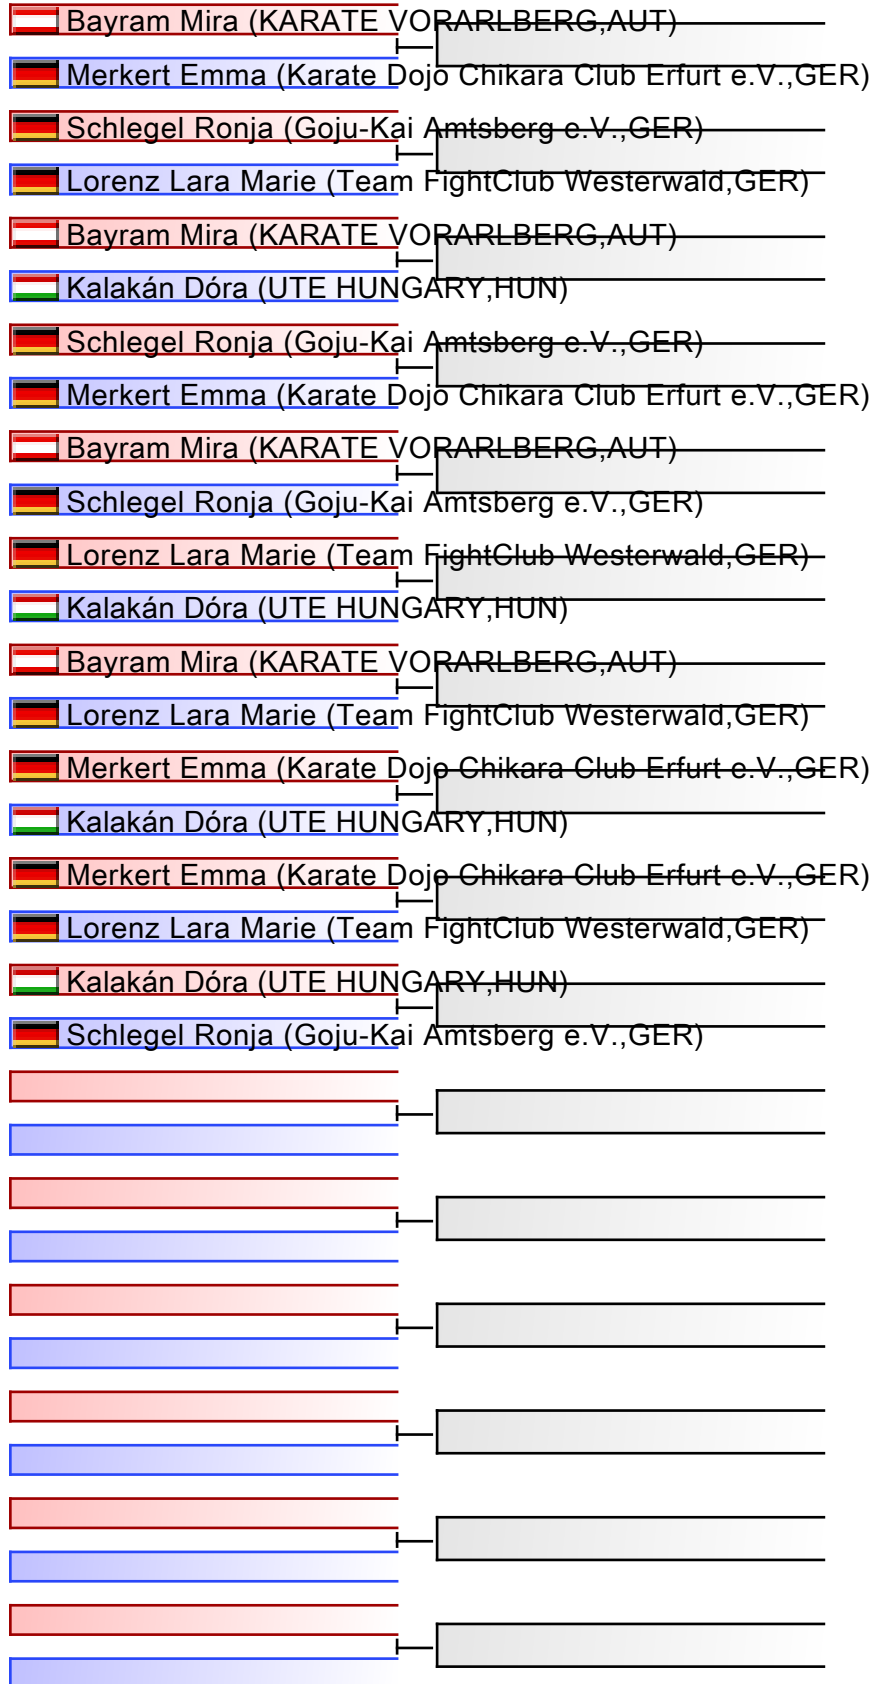 Bayram Mira (KARATE VORARLBERG,AUT)
Merkert Emma (Karate Dojo Chikara Club Erfurt e.V.,GER)
Schlegel Ronja (Goju-Kai Amtsberg e.V.,GER)
Lorenz Lara Marie (Team FightClub Westerwald,GER)
Bayram Mira (KARATE VORARLBERG,AUT)
Kalakán Dóra (UTE HUNGARY,HUN)
Schlegel Ronja (Goju-Kai Amtsberg e.V.,GER)
Merkert Emma (Karate Dojo Chikara Club Erfurt e.V.,GER)
Bayram Mira (KARATE VORARLBERG,AUT)
Schlegel Ronja (Goju-Kai Amtsberg e.V.,GER)
Lorenz Lara Marie (Team FightClub Westerwald,GER)
Kalakán Dóra (UTE HUNGARY,HUN)
Bayram Mira (KARATE VORARLBERG,AUT)
Lorenz Lara Marie (Team FightClub Westerwald,GER)
Merkert Emma (Karate Dojo Chikara Club Erfurt e.V.,GER)
Kalakán Dóra (UTE HUNGARY,HUN)
Merkert Emma (Karate Dojo Chikara Club Erfurt e.V.,GER)
Lorenz Lara Marie (Team FightClub Westerwald,GER)
Kalakán Dóra (UTE HUNGARY,HUN)
Schlegel Ronja (Goju-Kai Amtsberg e.V.,GER)